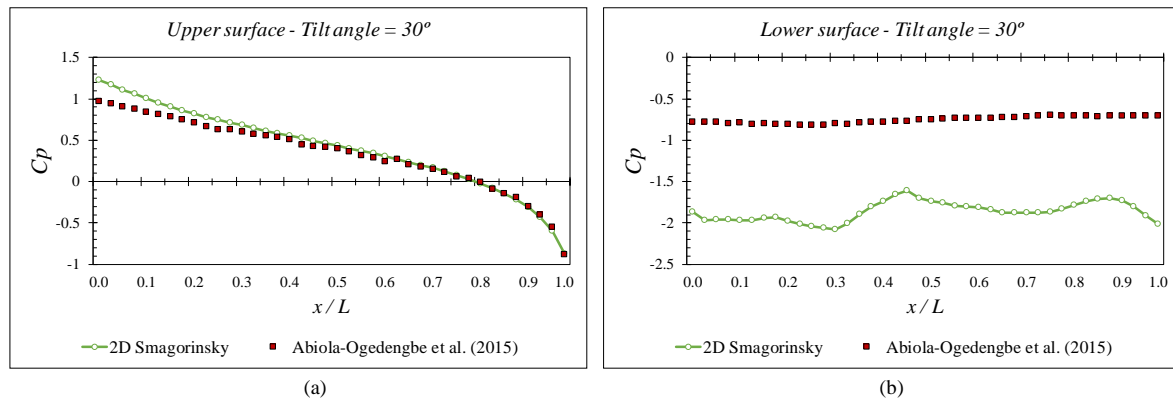 Upper surface - Tilt angle = 30º
1.5
1
0.5
0
-0.5
-1
Cp
0.0 0.1 0.2 0.3 0.4 0.5 0.6 0.7 0.8 0.9 1.0
x / L
2D Smagorinsky Abiola-Ogedengbe et al. (2015)
(a)
Lower surface - Tilt angle = 30º
0
-0.5
-1
-1.5
-2
-2.5
Cp
0.0 0.1 0.2 0.3 0.4 0.5 0.6 0.7 0.8 0.9 1.0
x / L
2D Smagorinsky Abiola-Ogedengbe et al. (2015)
(b)